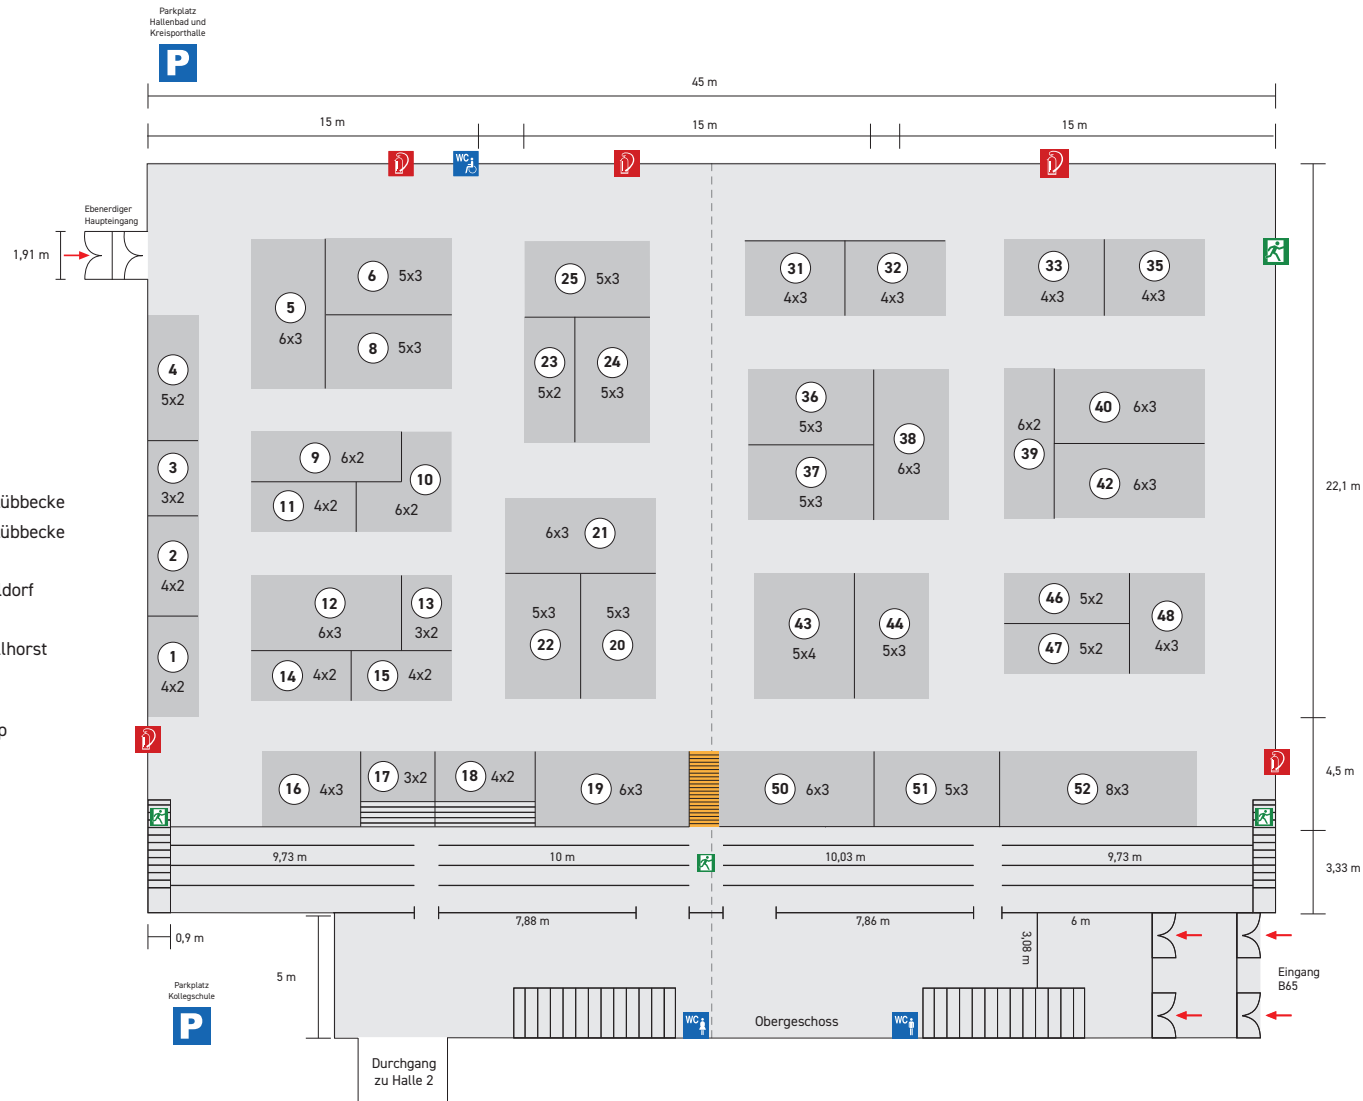 Parkplatz
Hallenbad und
Kreissporthalle
P
45 m
15 m
15 m
15 m
WC
Ebenerdiger
Haupteingang
1,91 m
5
6x3
6 5x3
8 5x3
25 5x3
23
5x2
24
5x3
31
4x3
32
4x3
33
4x3
35
4x3
4
5x2
3
3x2
2
4x2
1
4x2
9 6x2
10
6x2
11 4x2
36
5x3
37
5x3
38
6x3
6x2
39
40 6x3
42 6x3
22,1 m
übbecke
übbecke
dorf
lhorst
p
6x3 21
5x3
22
5x3
20
12
6x3
13
3x2
14 4x2
15 4x2
43
5x4
44
5x3
46 5x2
47 5x2
48
4x3
16 4x3
17 3x2
18 4x2
19 6x3
50 6x3
51 5x3
52 8x3
4,5 m
9,73 m
10 m
10,03 m
9,73 m
3,33 m
7,88 m
7,86 m
6 m
0,9 m
3,08 m
5 m
Eingang
B65
Parkplatz
Kollegschule
P
WC
Obergeschoss
WC
Durchgang
zu Halle 2